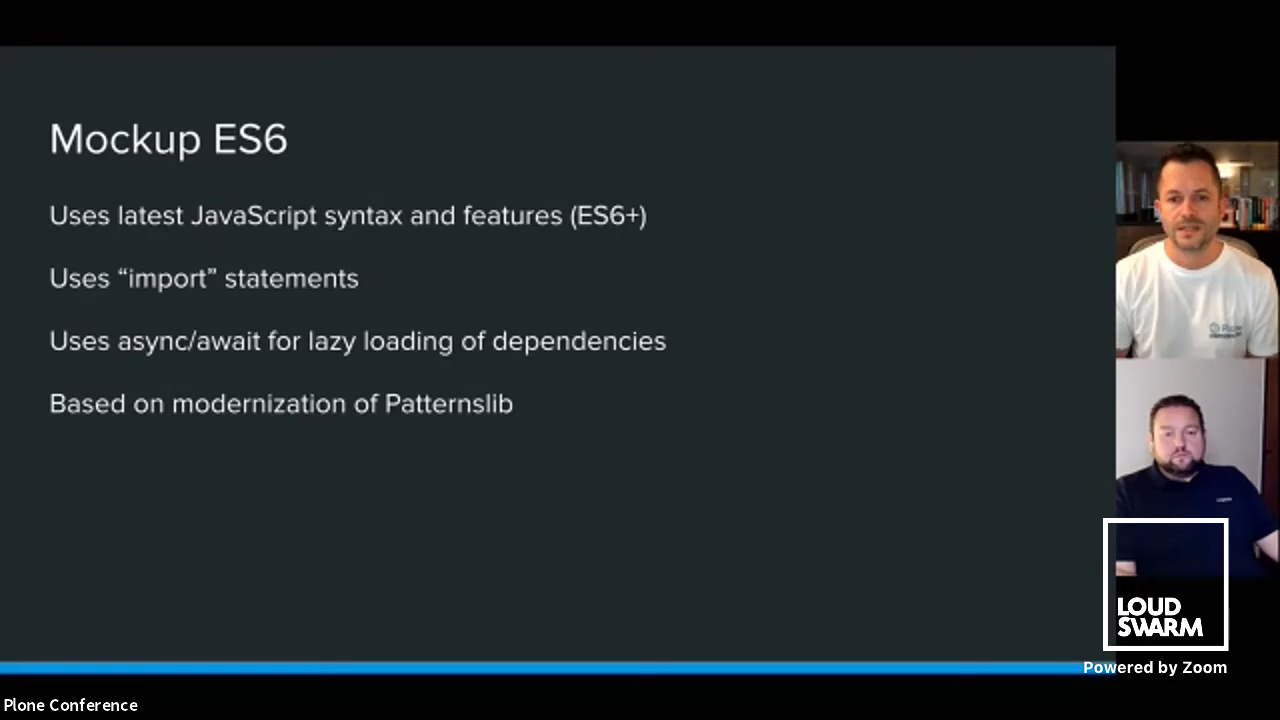 Mockup ES6
Uses latest JavaScript syntax and features (ES6+)
Uses “import” statements
Uses async/await for lazy loading of dependencies
Based on modernization of Patternslib
LOUD
SWARM
Powered by Zoom
Plone Conference